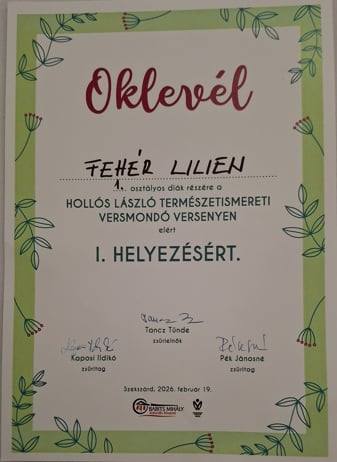 Oklevél
FEHÉR LILIEN
1. osztályos diák részére a
HOLLÓS LÁSZLÓ TERMÉSZETISMERETI
VERSMONDÓ VERSENYEN
elért
I. HELYEZÉSÉRT.
Tancz Tünde
zsűrielnök
Kaposi Ildikó
zsűritag
Pék Jánosné
zsűritag
Szekszárd, 2026. február 19.
BABITS MIHÁLY